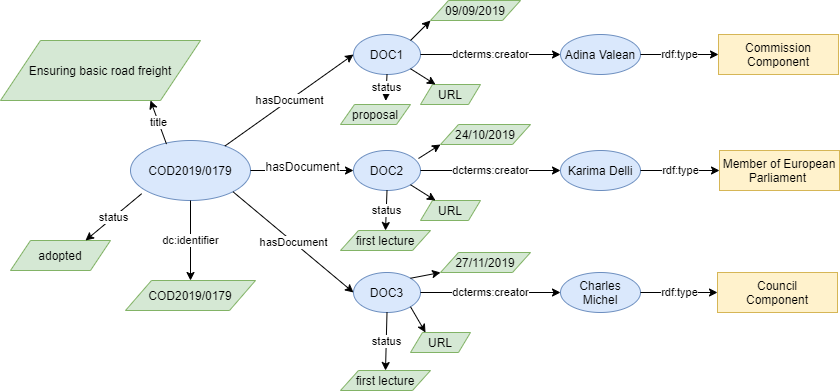 09/09/2019
DOC1
dcterms:creator
Adina Valean
rdf:type
Commission
Component
Ensuring basic road freight
status
URL
hasDocument
proposal
title
24/10/2019
COD2019/0179
hasDocument
DOC2
dcterms:creator
Karima Delli
rdf:type
Member of European
Parliament
status
status
URL
dc:identifier
hasDocument
first lecture
adopted
27/11/2019
COD2019/0179
DOC3
dcterms:creator
Charles
Michel
rdf:type
Council
Component
status
URL
first lecture